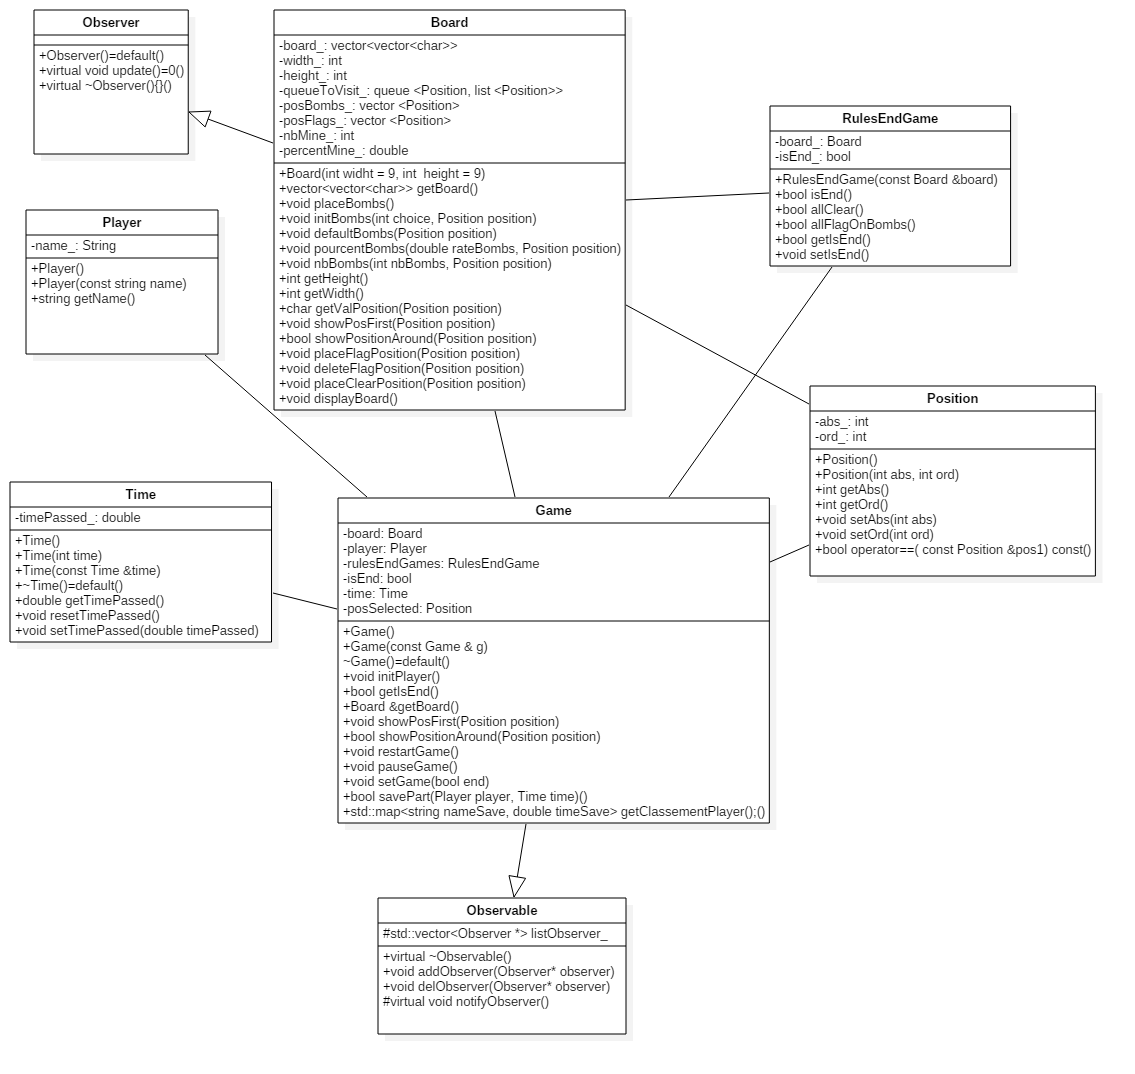 Observer
+Observer()=default()
+virtual void update()=0()
+virtual ~Observer(){}()
Board
-board_: vector<vector<char>>
-width_: int
-height_: int
-queueToVisit_: queue <Position, list <Position>>
-posBombs_: vector <Position>
-posFlags_: vector <Position>
-nbMine_: int
-percentMine_: double
+Board(int widht = 9, int  height = 9)
+vector<vector<char>> getBoard()
+void placeBombs()
+void initBombs(int choice, Position position)
+void defaultBombs(Position position)
+void pourcentBombs(double rateBombs, Position position)
+void nbBombs(int nbBombs, Position position)
+int getHeight()
+int getWidth()
+char getValPosition(Position position)
+void showPosFirst(Position position)
+bool showPositionAround(Position position)
+void placeFlagPosition(Position position)
+void deleteFlagPosition(Position position)
+void placeClearPosition(Position position)
+void displayBoard()
RulesEndGame
-board_: Board
-isEnd_: bool
+RulesEndGame(const Board &board)
+bool isEnd()
+bool allClear()
+bool allFlagOnBombs()
+bool getIsEnd()
+void setIsEnd()
Player
-name_: String
+Player()
+Player(const string name)
+string getName()
Position
-abs_: int
-ord_: int
+Position()
+Position(int abs, int ord)
+int getAbs()
+int getOrd()
+void setAbs(int abs)
+void setOrd(int ord)
+bool operator==( const Position &pos1) const()
Time
-timePassed_: double
+Time()
+Time(int time)
+Time(const Time &time)
+~Time()=default()
+double getTimePassed()
+void resetTimePassed()
+void setTimePassed(double timePassed)
Game
-board: Board
-player: Player
-rulesEndGames: RulesEndGame
-isEnd: bool
-time: Time
-posSelected: Position
+Game()
+Game(const Game & g)
~Game()=default()
+void initPlayer()
+bool getIsEnd()
+Board &getBoard()
+void showPosFirst(Position position)
+bool showPositionAround(Position position)
+void restartGame()
+void pauseGame()
+void setGame(bool end)
+bool savePart(Player player, Time time)()
+std::map<string nameSave, double timeSave> getClassementPlayer();()
Observable
#std::vector<Observer *> listObserver_
+virtual ~Observable()
+void addObserver(Observer* observer)
+void delObserver(Observer* observer)
#virtual void notifyObserver()